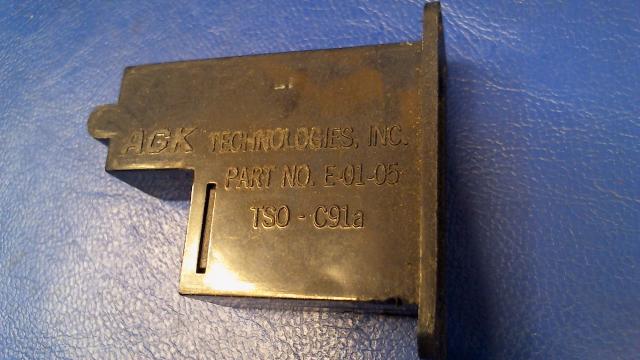 AGK TECHNOLOGIES, INC.
PART NO. E-01-05
TSO - C91a